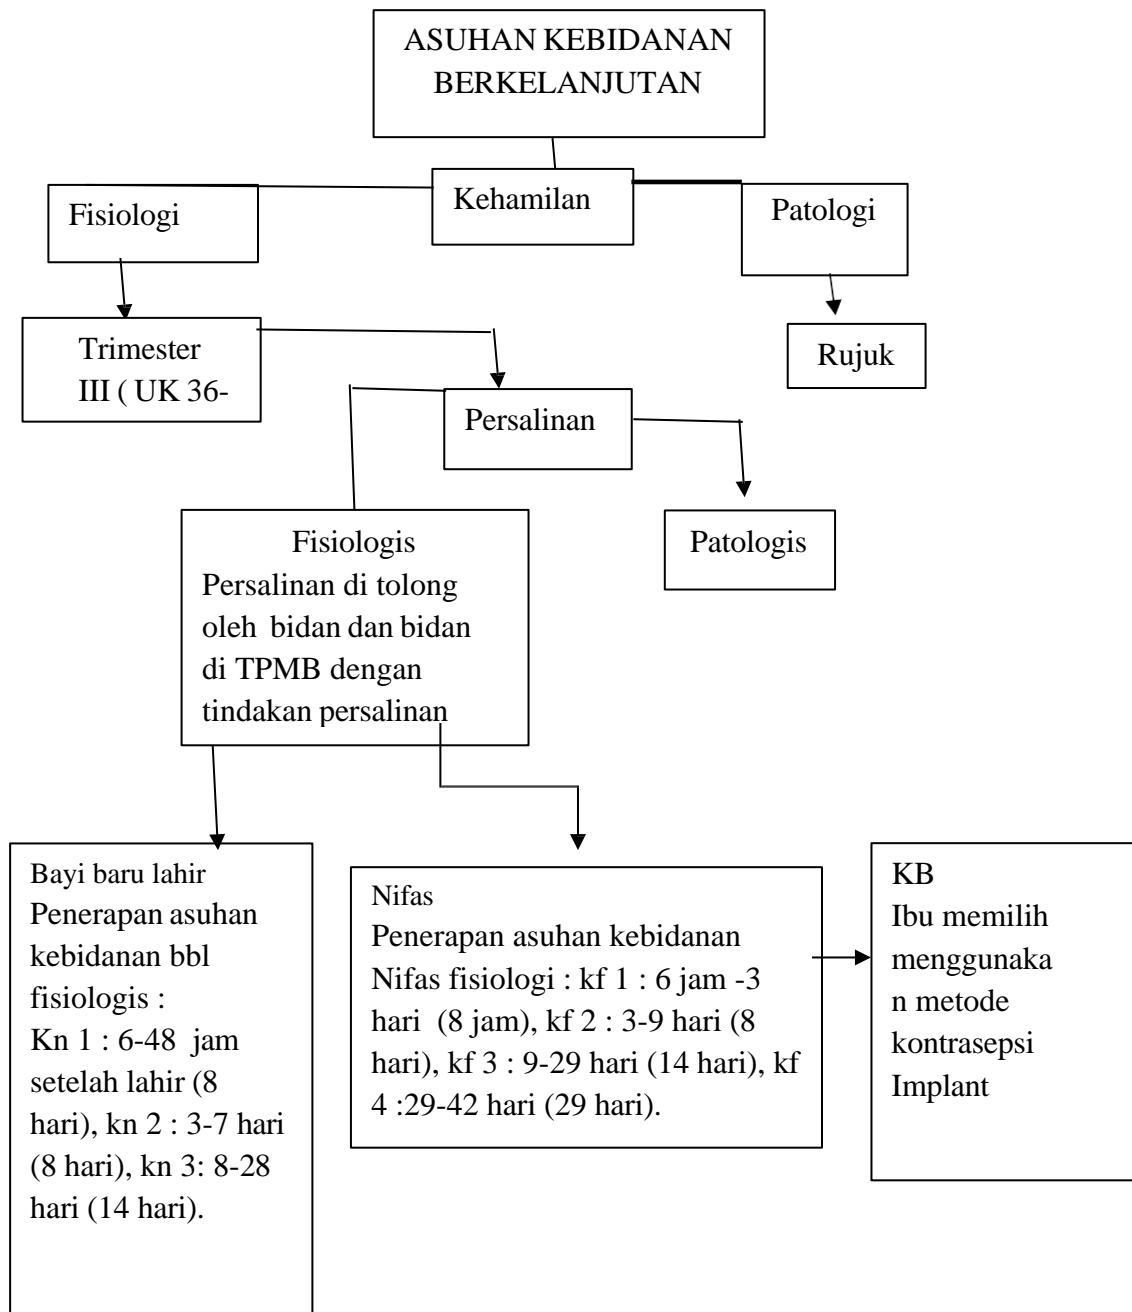 ASUHAN KEBIDANAN
BERKELANJUTAN
Kehamilan
Fisiologi
Patologi
Trimester
III ( UK 36-
Rujuk
Persalinan
Fisiologis
Persalinan di tolong
oleh bidan dan bidan
di TPMB dengan
tindakan persalinan
Patologis
Bayi baru lahir
Penerapan asuhan
kebidanan bbl
fisiologis :
Kn 1 : 6-48 jam
setelah lahir (8
hari), kn 2 : 3-7 hari
(8 hari), kn 3: 8-28
hari (14 hari).
Nifas
Penerapan asuhan kebidanan
Nifas fisiologi : kf 1 : 6 jam -3
hari (8 jam), kf 2 : 3-9 hari (8
hari), kf 3 : 9-29 hari (14 hari), kf
4 :29-42 hari (29 hari).
KB
Ibu memilih
menggunaka
n metode
kontrasepsi
Implant